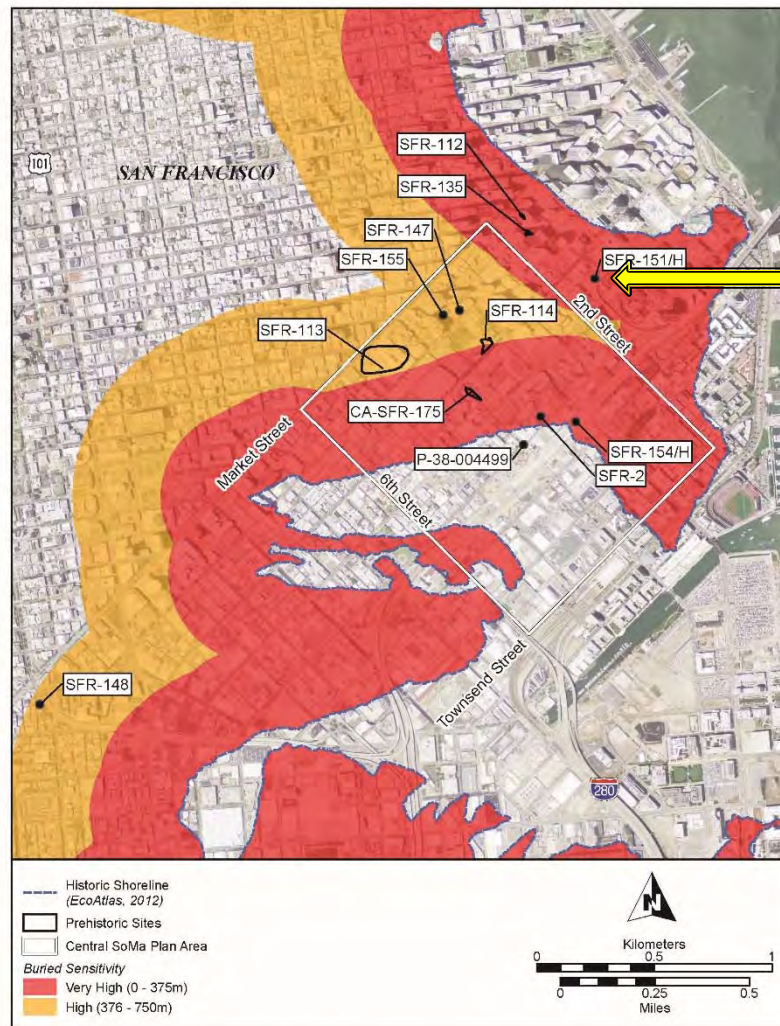 SFR-112
SFR-135
101
SAN FRANCISCO
SFR-147
SFR-155
SFR-151/H
2nd Street
SFR-114
SFR-113
CA-SFR-175
Market Street
P-38-004499
SFR-154/H
SFR-2
6th Street
SFR-148
Townsend Street
280
Historic Shoreline
(EcoAtlas, 2012)
Prehistoric Sites
Central SoMa Plan Area
Buried Sensitivity
Very High (0 - 375m)
High (376 - 750m)
N
Kilometers
0 0.5 1
0 0.25 0.5
Miles